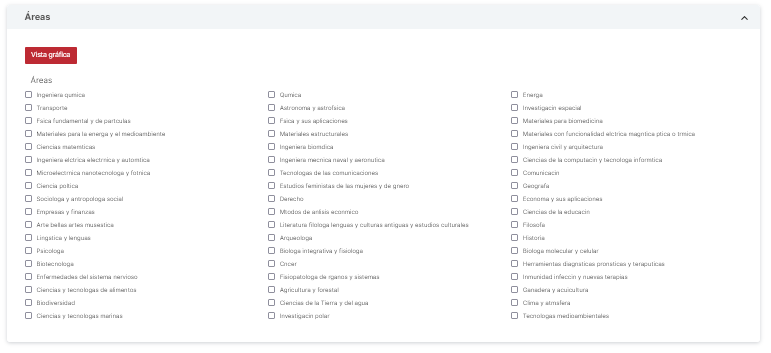 Áreas
Vista gráfica
Áreas
Ingeniera qumica
Qumica
Energa
Transporte
Astronoma y astrofsica
Investigacin espacial
Fsica fundamental y de partculas
Fsica y sus aplicaciones
Materiales para biomedicina
Materiales para la energa y el medioambiente
Materiales estructurales
Materiales con funcionalidad elctrica magntica ptica o trmica
Ciencias matemticas
Ingeniera biomdica
Ingeniera civil y arquitectura
Ingeniera elctrica electrnica y automtica
Ingeniera mecnica naval y aeronutica
Ciencias de la computacin y tecnologa informtica
Microelectrnica nanotecnologa y fotnica
Tecnologas de las comunicaciones
Comunicacin
Ciencia poltica
Estudios feministas de las mujeres y de gnero
Geografa
Sociologa y antropologa social
Derecho
Economa y sus aplicaciones
Empresas y finanzas
Mtodos de anlisis econmico
Ciencias de la educacin
Arte bellas artes musestica
Literatura filologa lenguas y culturas antiguas y estudios culturales
Filosofa
Lingstica y lenguas
Arqueologa
Historia
Psicologa
Biologa integrativa y fisiologa
Biologa molecular y celular
Biotecnologa
Cncer
Herramientas diagnsticas pronsticas y teraputicas
Enfermedades del sistema nervioso
Fisiopatologa de rganos y sistemas
Inmunidad infeccin y nuevas terapias
Ciencias y tecnologas de alimentos
Agricultura y forestal
Ganadera y acuicultura
Biodiversidad
Ciencias de la Tierra y del agua
Clima y atmsfera
Ciencias y tecnologas marinas
Investigacin polar
Tecnologas medioambientales